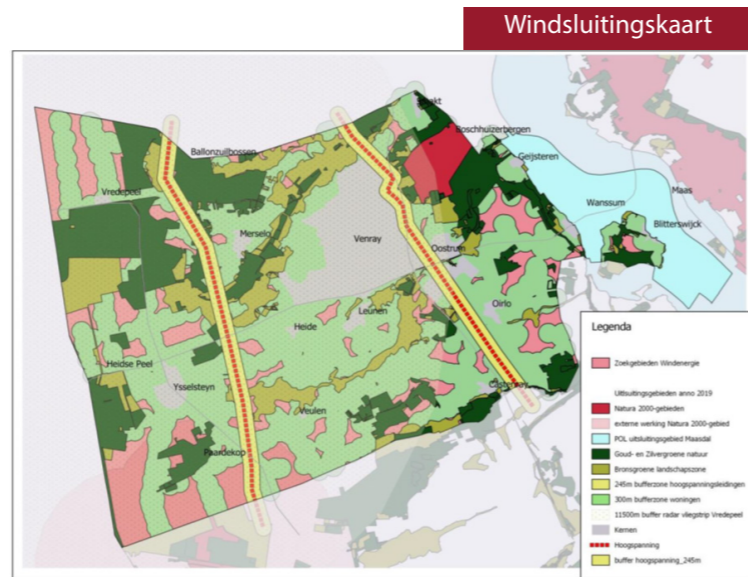 Windsluitingskaart
Smakt
Boschhuizerbergen
Ballonzuilbossen
Geijsteren
Vredepeel
Maas
Wanssum
Blitterswijck
Merselo
Venray
Oostrum
Oirlo
Leunen
Heide
Heidse Peel
Ysselsteyn
Castenray
Veulen
Paardekop
Legenda
Zoekgebieden Windenergie
Uitsluitingsgebieden anno 2019
Natura 2000-gebieden
externe werking Natura 2000-gebied
POL uitsluitingsgebied Maasdal
Goud- en Zilvergroene natuur
Bronsgroene landschapszone
245m bufferzone hoogspanningsleidingen
300m bufferzone woningen
11500m buffer radar vliegstrip Vredepeel
Kernen
Hoogspanning
buffer hoogspanning_245m